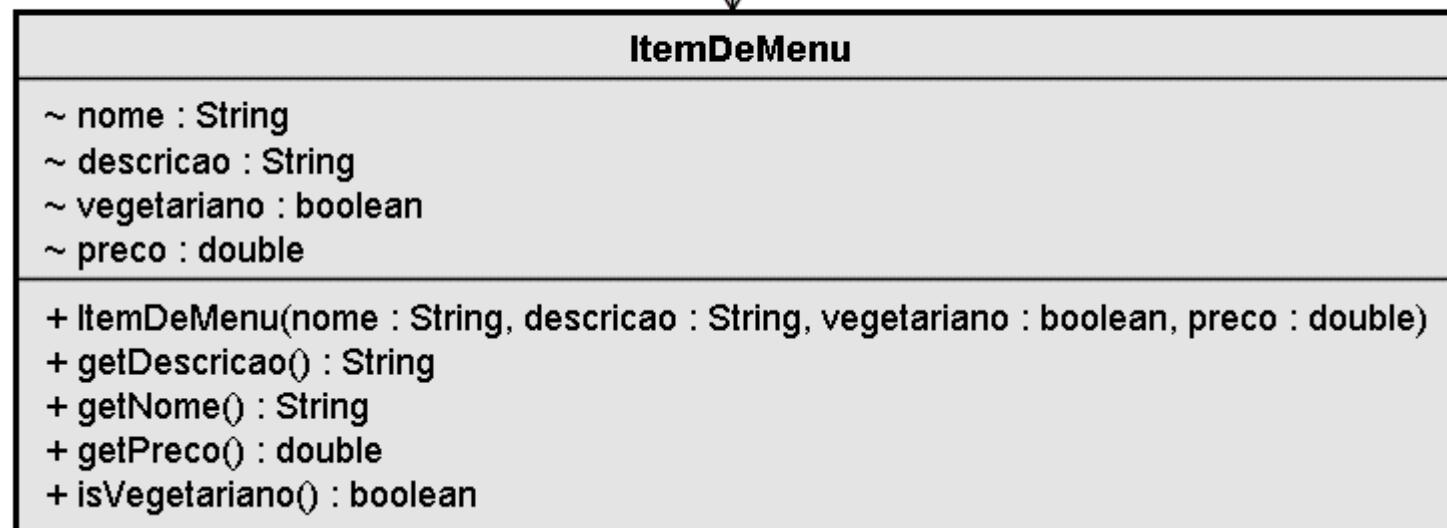 ItemDeMenu
~ nome : String
~ descricao : String
~ vegetariano : boolean
~ preco : double
+ ItemDeMenu(nome : String, descricao : String, vegetariano : boolean, preco : double)
+ getDescricao() : String
+ getNome() : String
+ getPreco() : double
+ isVegetariano() : boolean